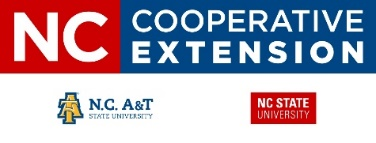 NC COOPERATIVE
EXTENSION
N.C. A&T
STATE UNIVERSITY
NC STATE
UNIVERSITY